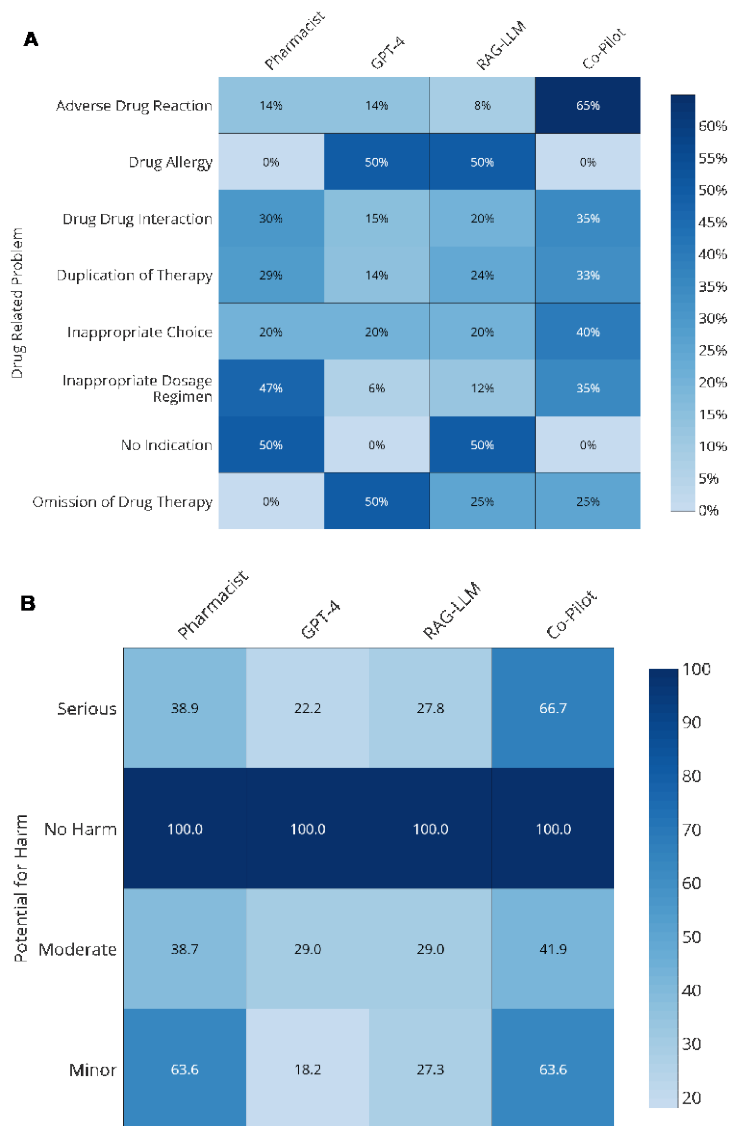 A
Pharmacist GPT-4 RAG-LLM Co-Pilot
Drug Related Problem
Adverse Drug Reaction 14% 14% 8% 65%
Drug Allergy 0% 50% 50% 0%
Drug Drug Interaction 30% 15% 20% 35%
Duplication of Therapy 29% 14% 24% 33%
Inappropriate Choice 20% 20% 20% 40%
Inappropriate Dosage
Regimen 47% 6% 12% 35%
No Indication 50% 0% 50% 0%
Omission of Drug Therapy 0% 50% 25% 25%
60%
55%
50%
45%
40%
35%
30%
25%
20%
15%
10%
5%
0%
B
Pharmacist GPT-4 RAG-LLM Co-Pilot
Potential for Harm
Serious 38.9 22.2 27.8 66.7
No Harm 100.0 100.0 100.0 100.0
Moderate 38.7 29.0 29.0 41.9
Minor 63.6 18.2 27.3 63.6
100
90
80
70
60
50
40
30
20